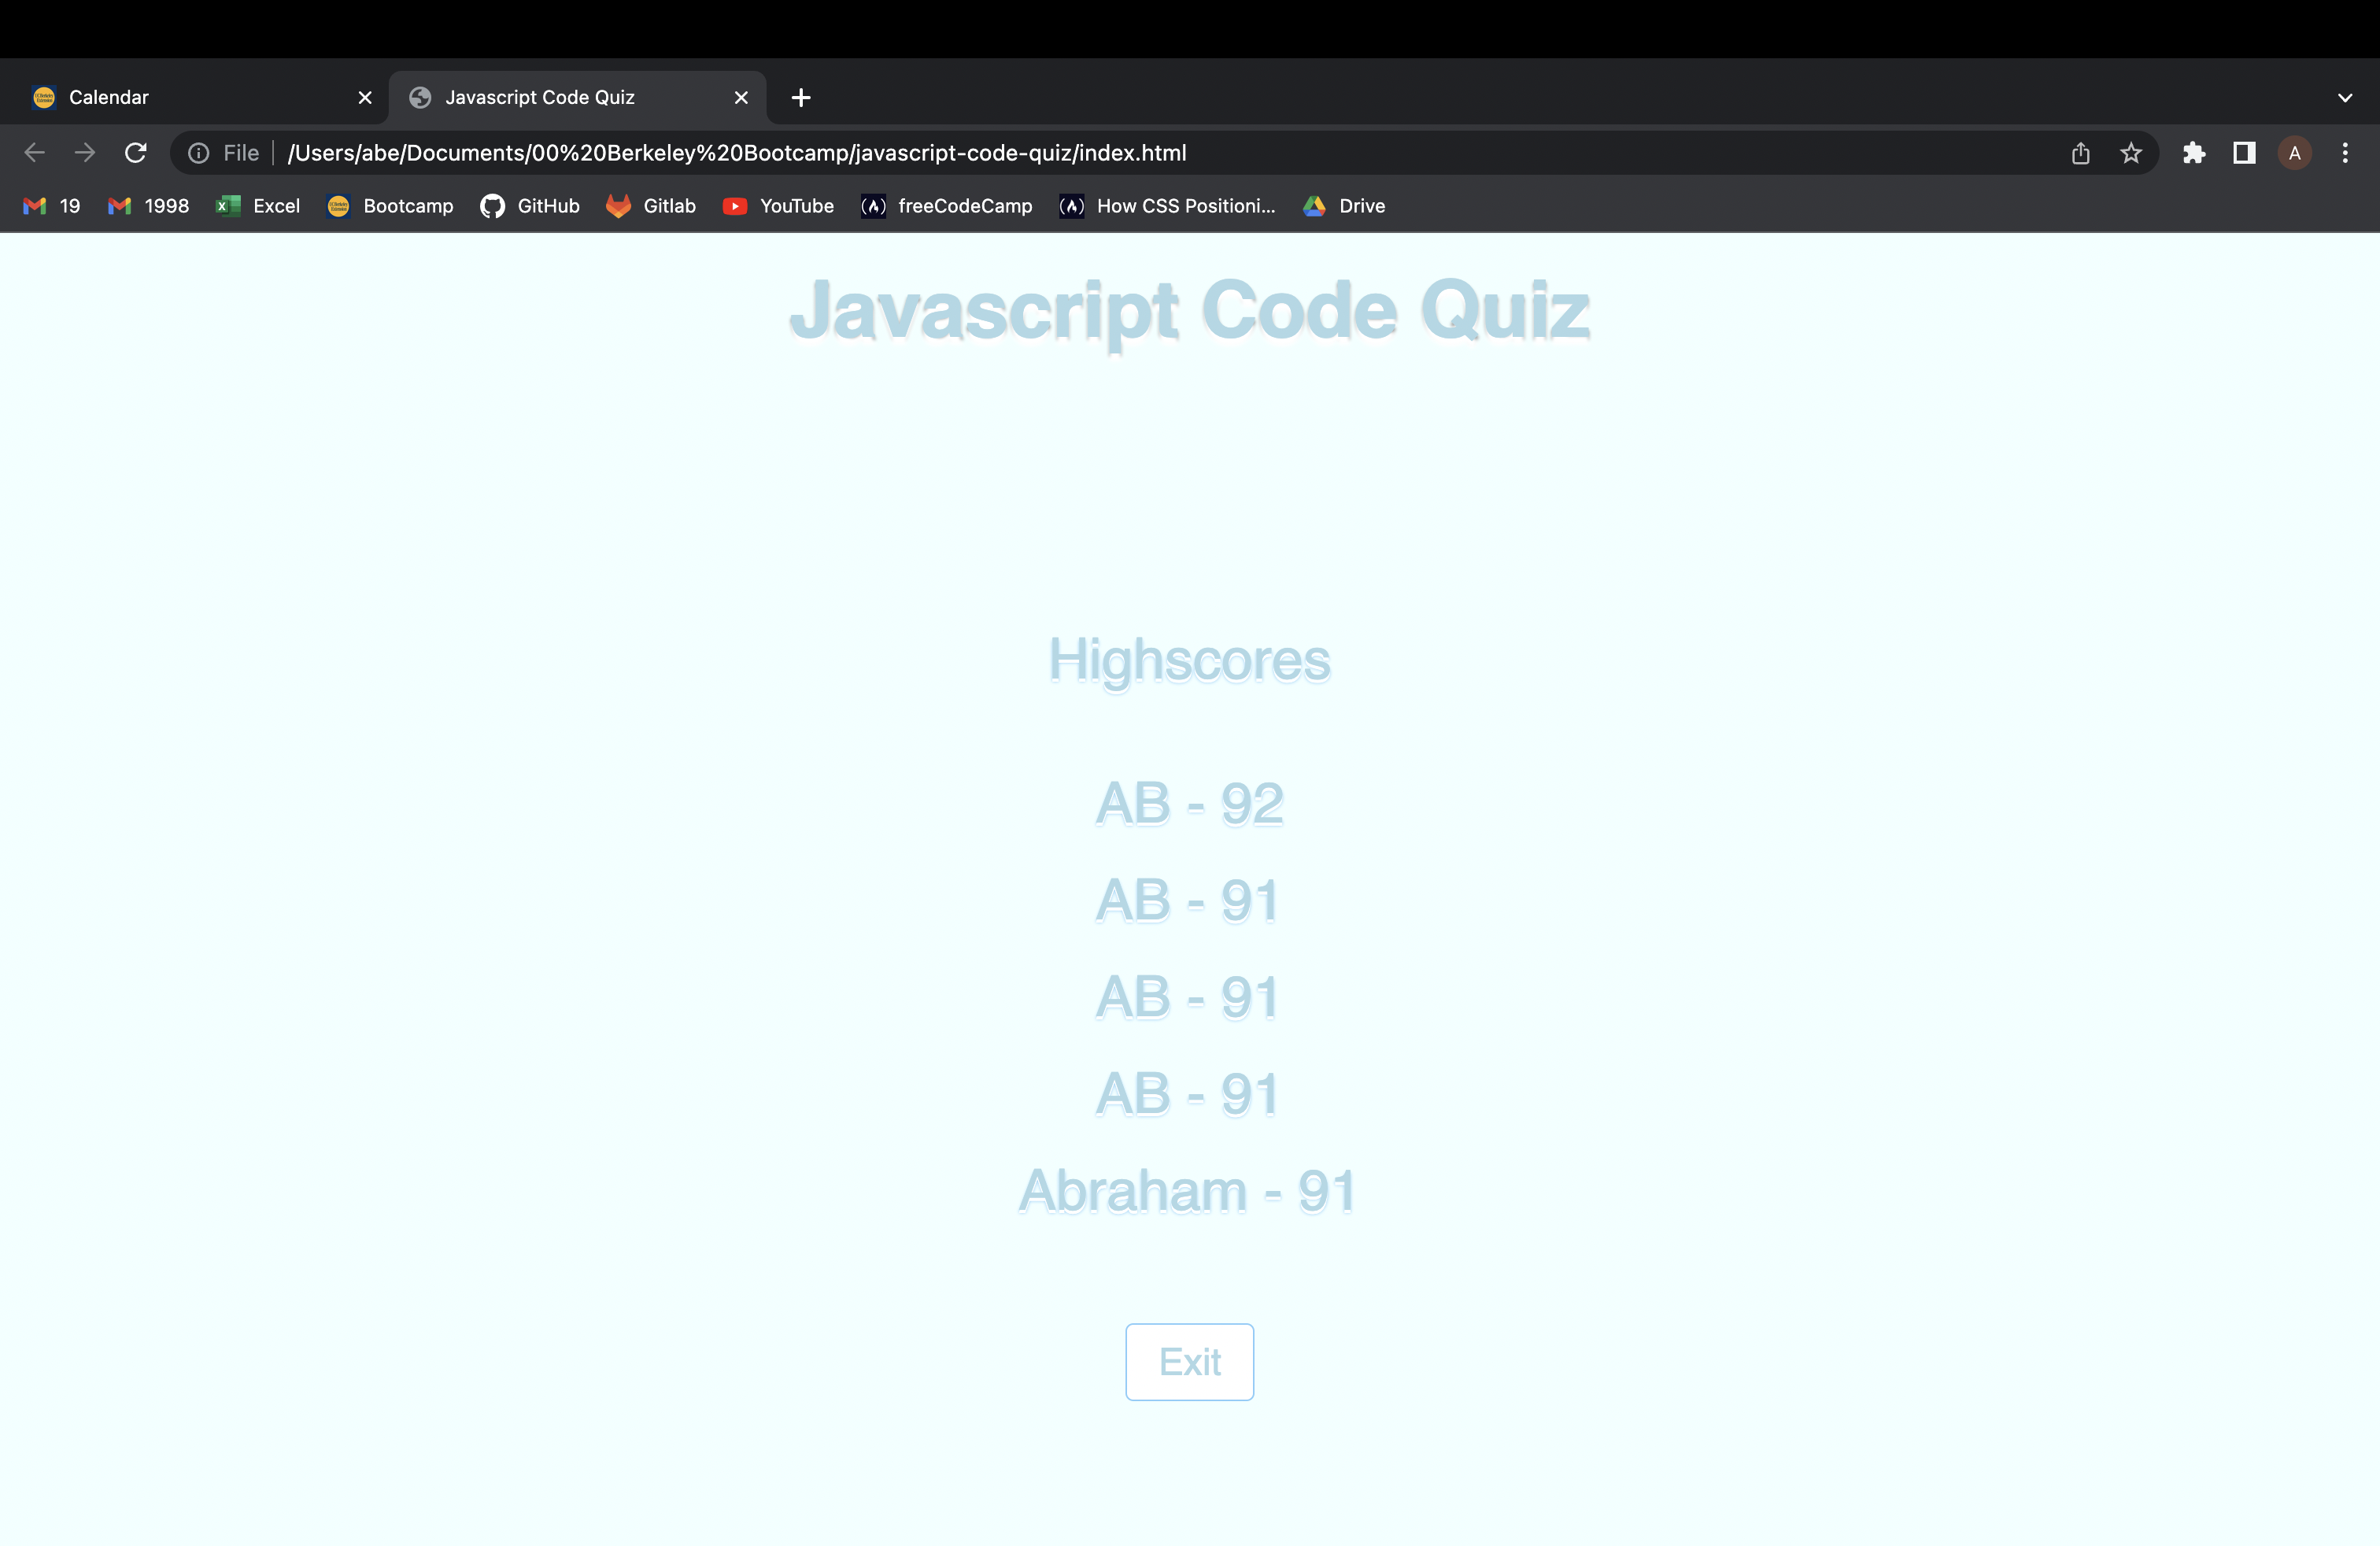 Calendar
Javascript Code Quiz
File /Users/abe/Documents/00%20Berkeley%20Bootcamp/javascript-code-quiz/index.html A
19 1998 Excel Bootcamp GitHub Gitlab YouTube freeCodeCamp How CSS Positioni... Drive
Javascript Code Quiz
Highscores
AB - 92
AB - 91
AB - 91
AB - 91
Abraham - 91
Exit